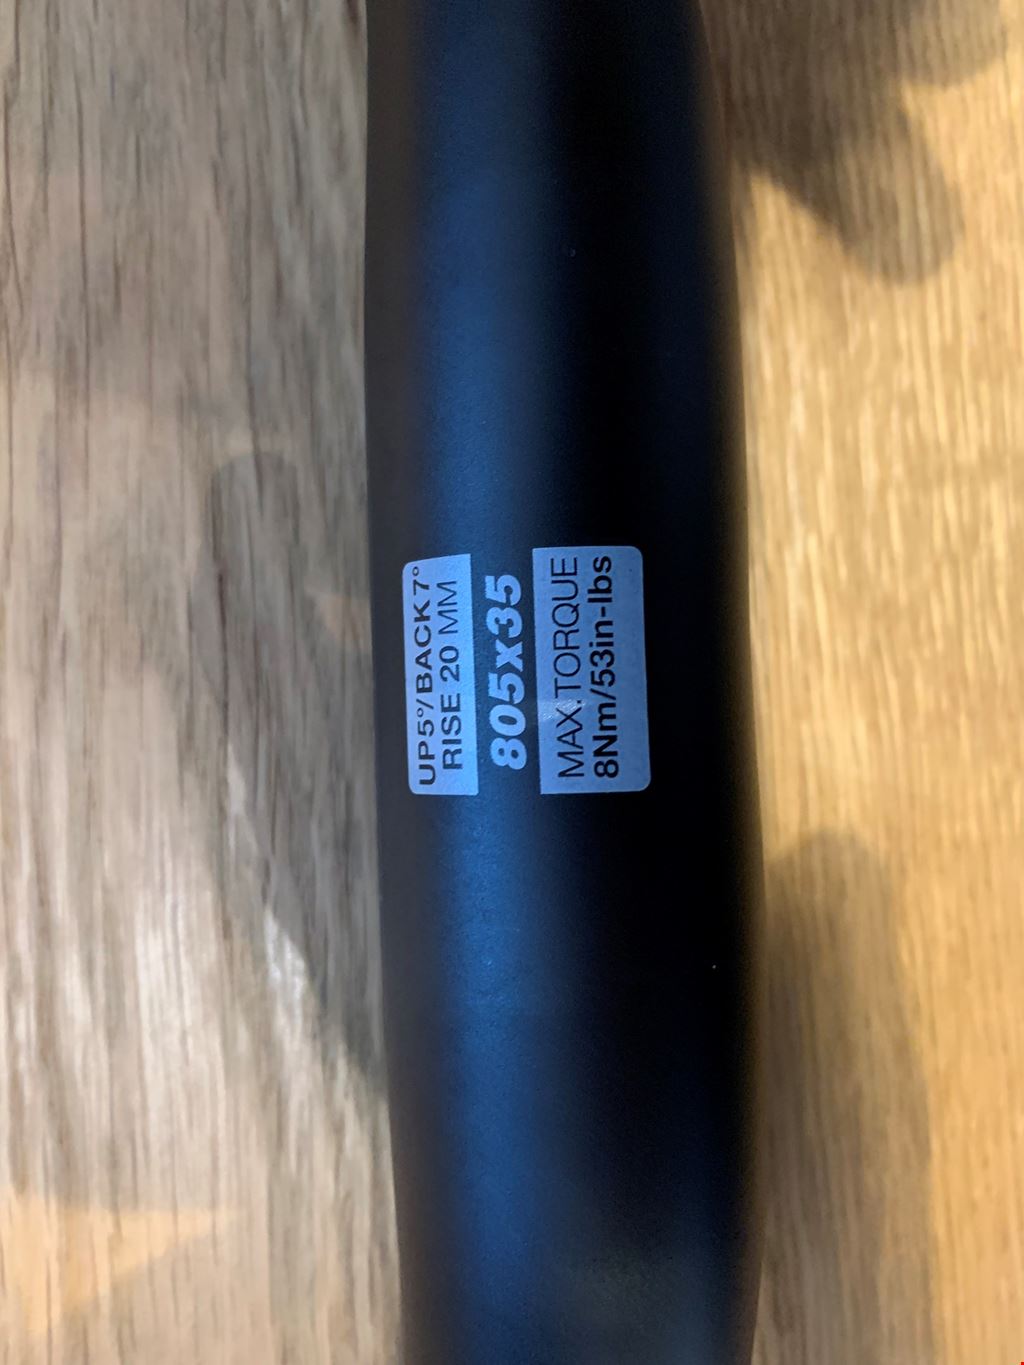 UP5°/BACK7°
RISE 20 MM
805x35
MAX.TORQUE
8Nm/53in-lbs